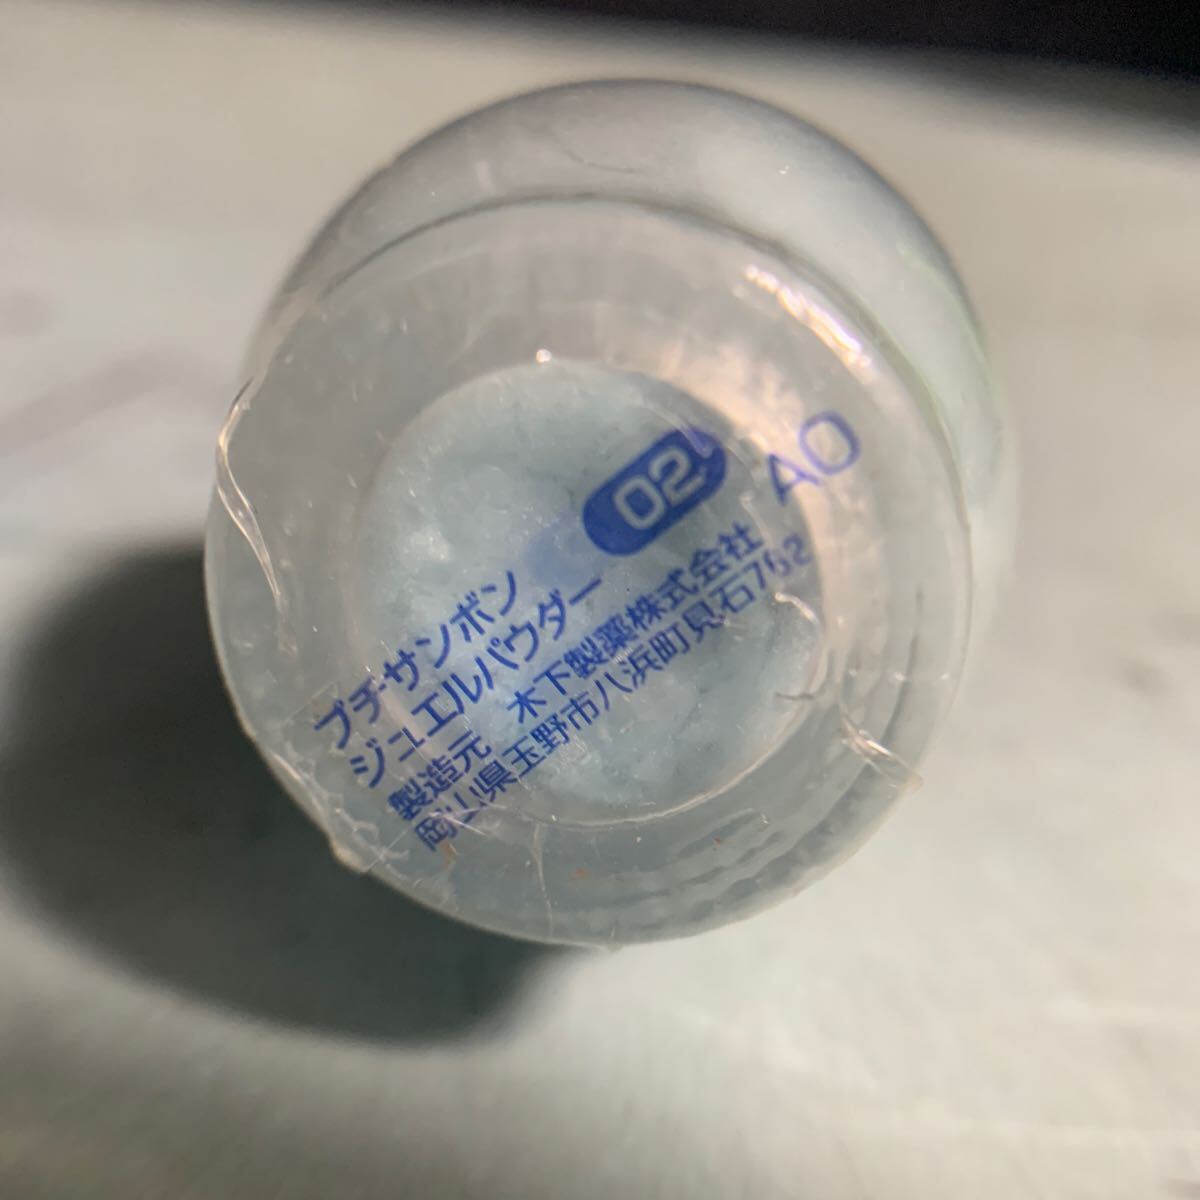 プチサンボン
ジュエルパウダー 02 AO
製造元 木下製薬株式会社
岡山県玉野市八浜町見石762